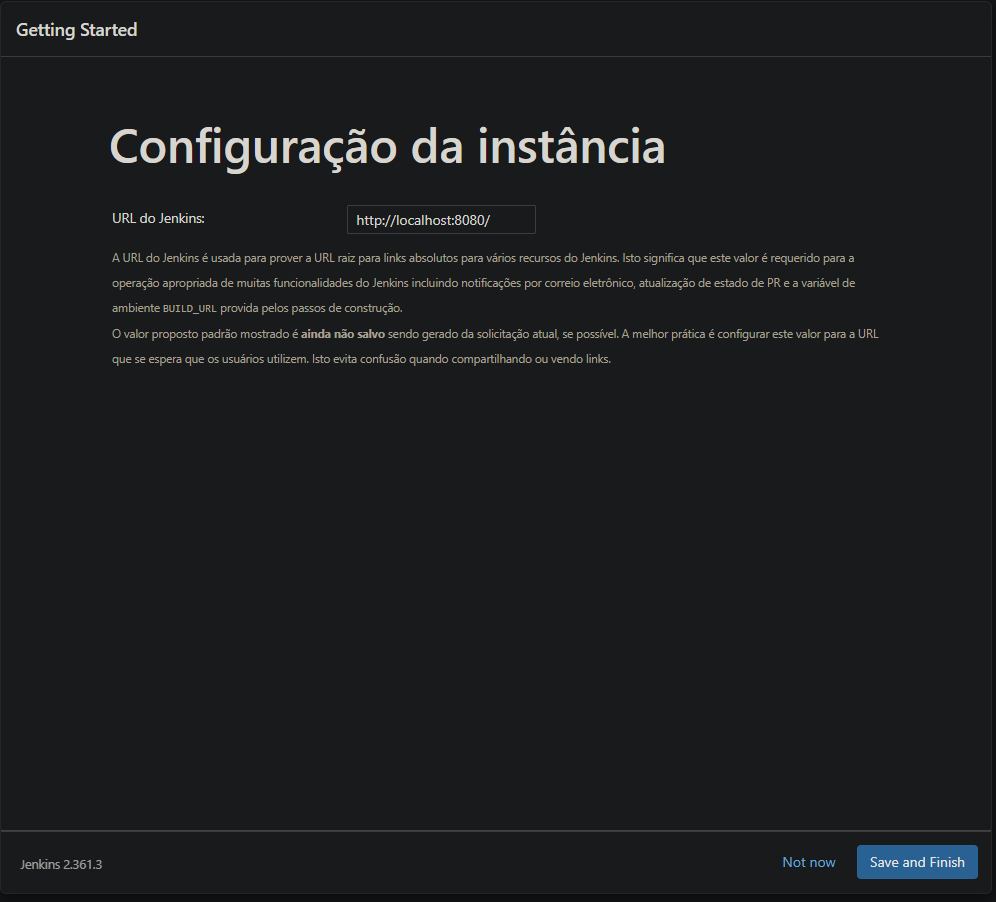 Getting Started
Configuração da instância
URL do Jenkins:
http://localhost:8080/
A URL do Jenkins é usada para prover a URL raiz para links absolutos para vários recursos do Jenkins. Isto significa que este valor é requerido para a
operação apropriada de muitas funcionalidades do Jenkins incluindo notificações por correio eletrônico, atualização de estado de PR e a variável de
ambiente BUILD_URL provida pelos passos de construção.
O valor proposto padrão mostrado é ainda não salvo sendo gerado da solicitação atual, se possível. A melhor prática é configurar este valor para a URL
que se espera que os usuários utilizem. Isto evita confusão quando compartilhando ou vendo links.
Jenkins 2.361.3
Not now
Save and Finish